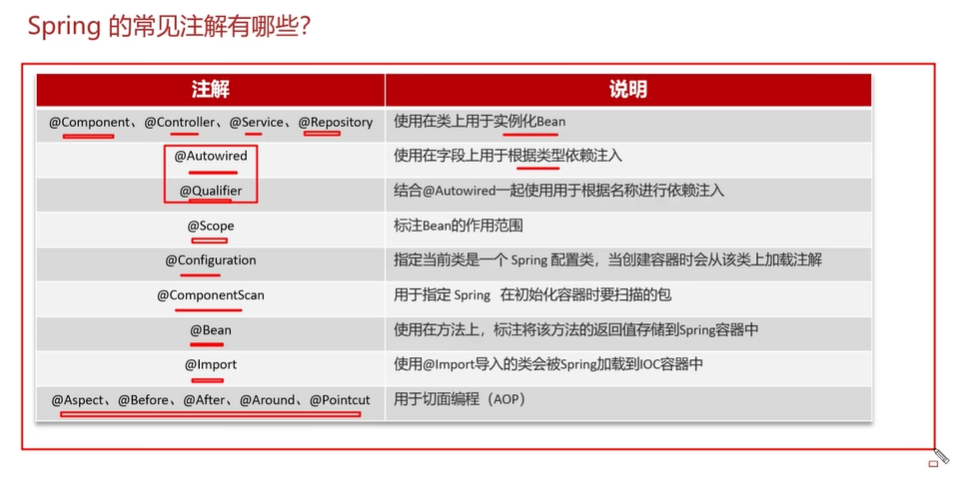 Spring 的常见注解有哪些?
注解 说明
@Component、@Controller、@Service、@Repository 使用在类上用于实例化Bean
@Autowired 使用在字段上用于根据类型依赖注入
@Qualifier 结合@Autowired一起使用用于根据名称进行依赖注入
@Scope 标注Bean的作用范围
@Configuration 指定当前类是一个 Spring 配置类，当创建容器时会从该类上加载注解
@ComponentScan 用于指定 Spring 在初始化容器时要扫描的包
@Bean 使用在方法上，标注将该方法的返回值存储到Spring容器中
@Import 使用@Import导入的类会被Spring加载到IOC容器中
@Aspect、@Before、@After、@Around、@Pointcut 用于切面编程（AOP）